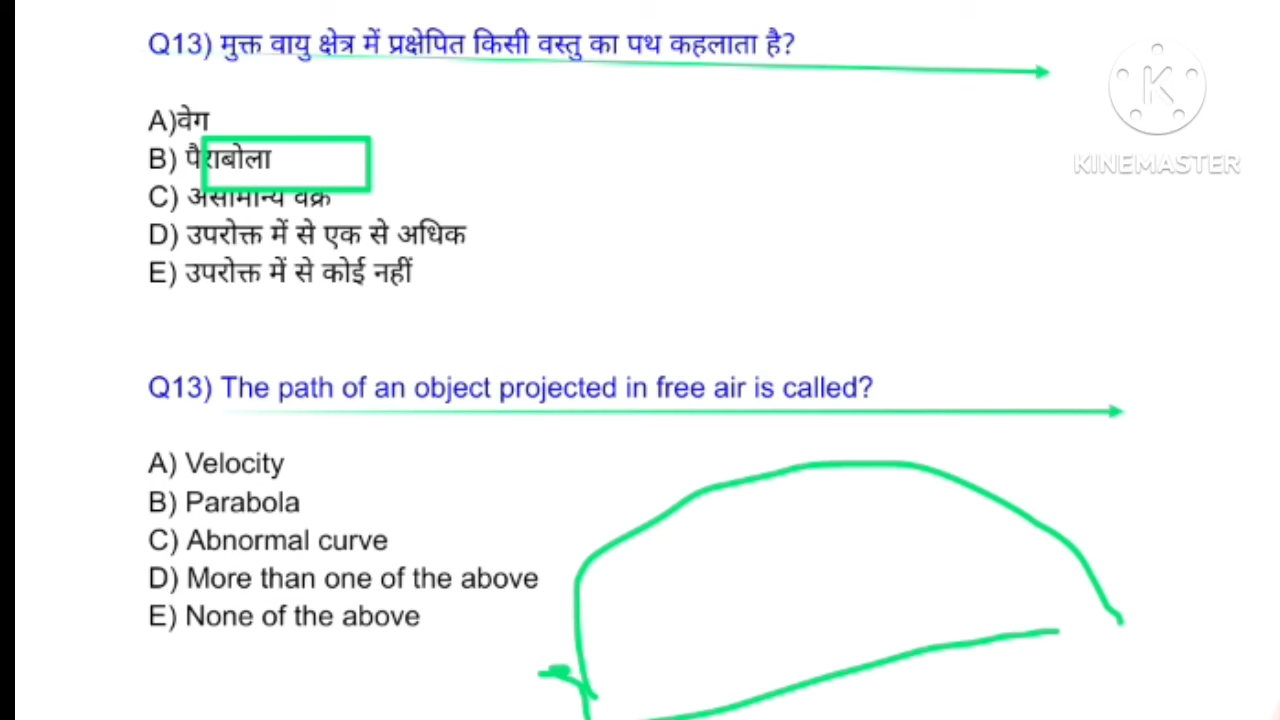 Q13) मुक्त वायु क्षेत्र में प्रक्षेपित किसी वस्तु का पथ कहलाता है?
A)वेग
B) पैराबोला
C) असामान्य वक्र
D) उपरोक्त में से एक से अधिक
E) उपरोक्त में से कोई नहीं
K
KINEMASTER
Q13) The path of an object projected in free air is called?
A) Velocity
B) Parabola
C) Abnormal curve
D) More than one of the above
E) None of the above